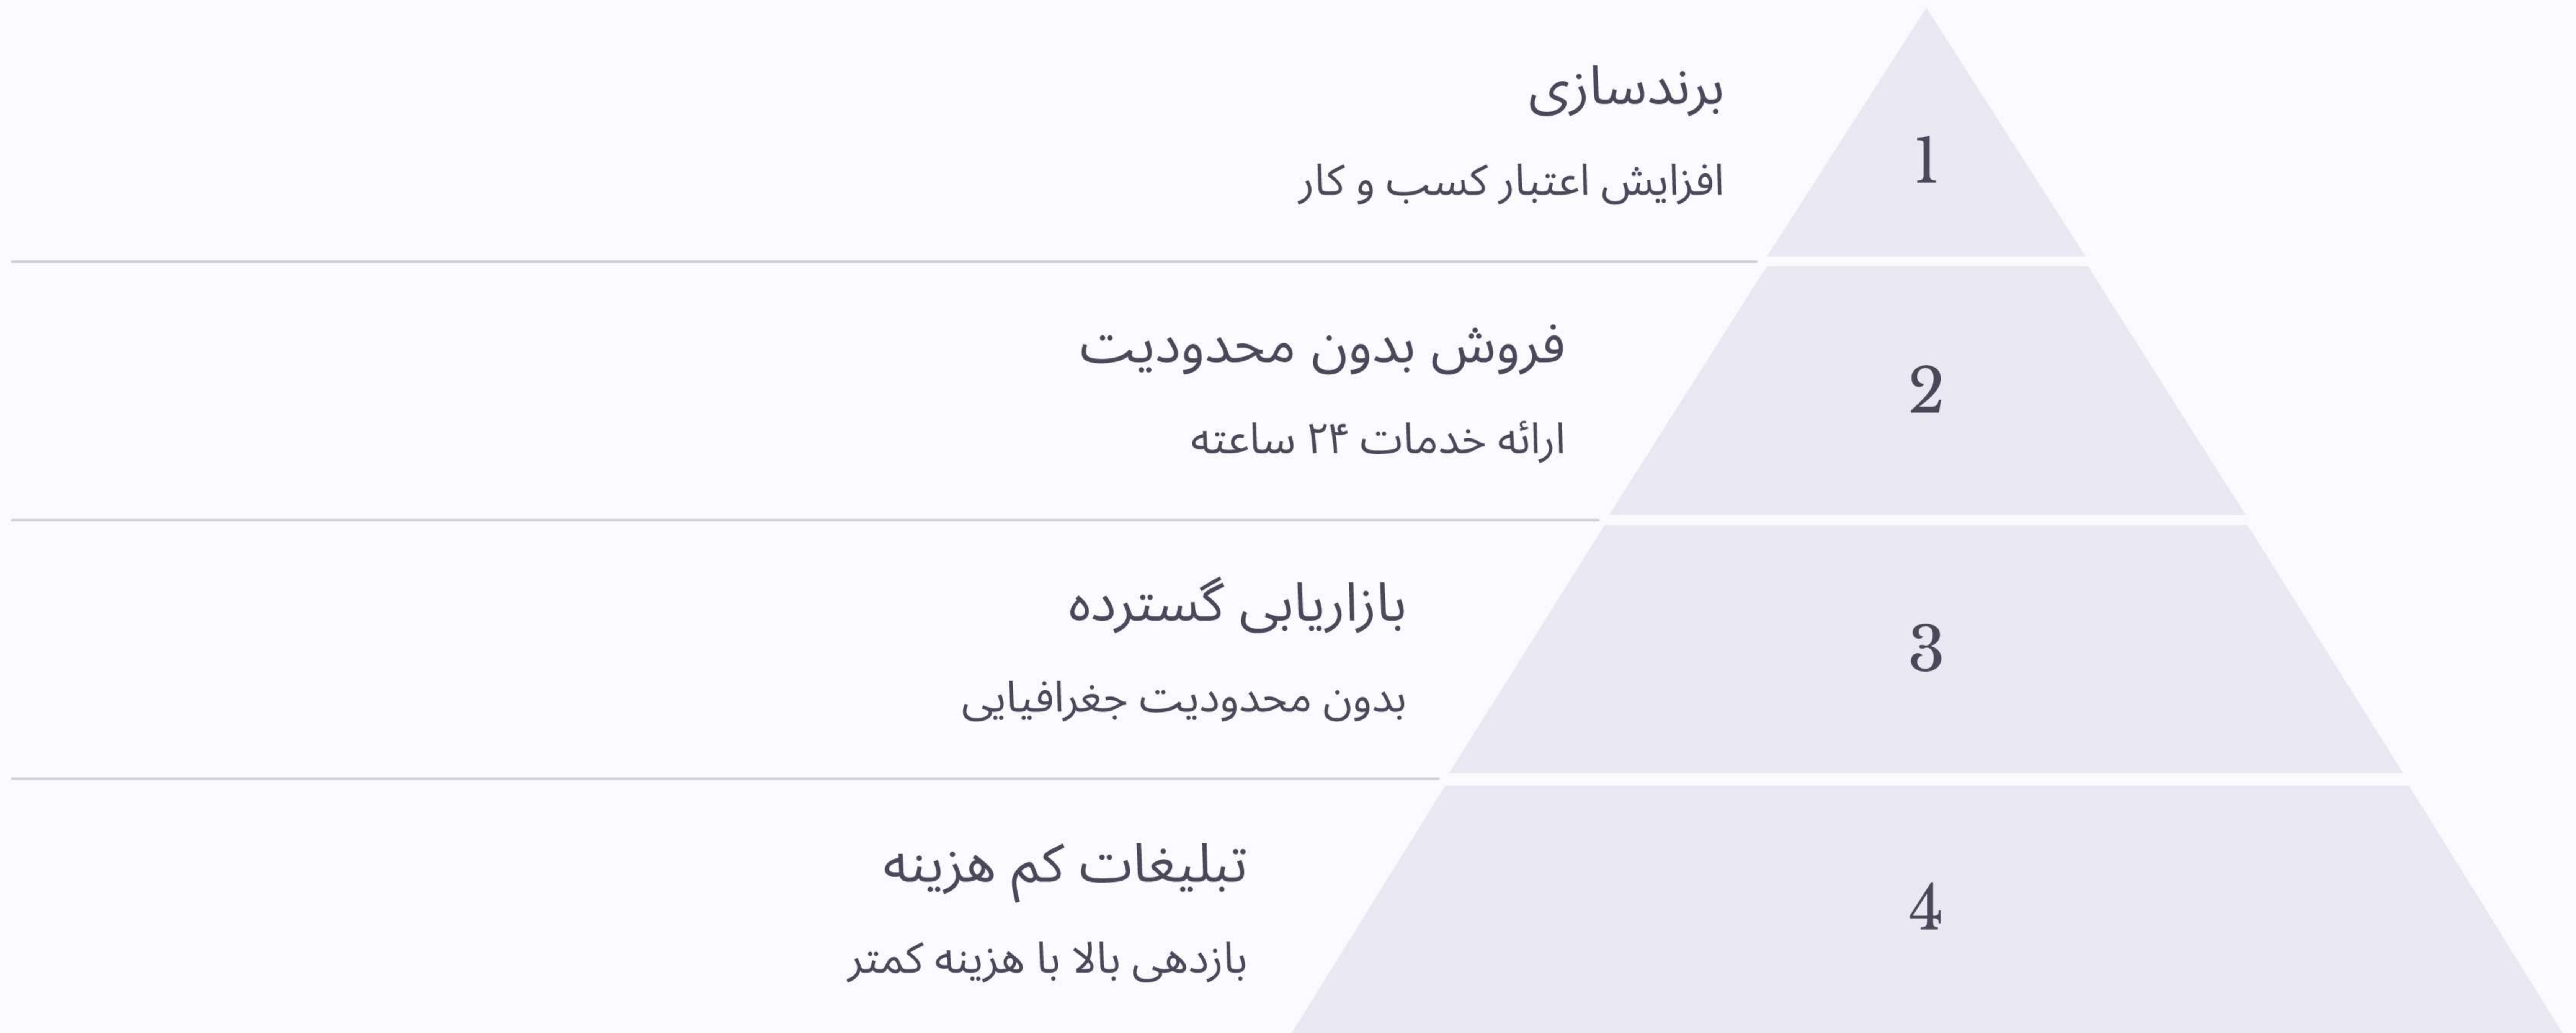 برندسازی
افزایش اعتبار کسب و کار
1
فروش بدون محدودیت
ارائه خدمات ۲۴ ساعته
2
بازاریابی گسترده
بدون محدودیت جغرافیایی
3
تبلیغات کم هزینه
بازدهی بالا با هزینه کمتر
4